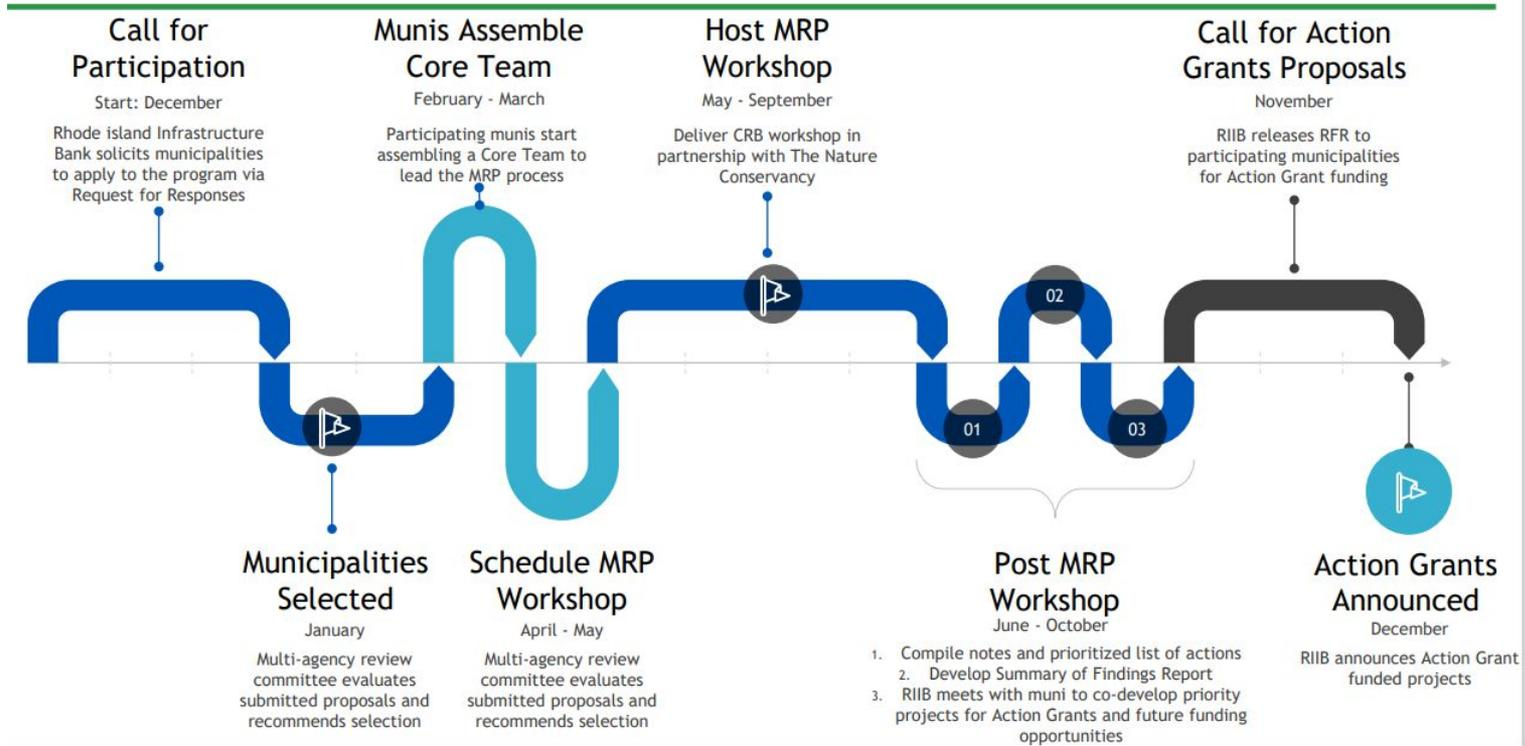 Call for
Participation
Start: December
Rhode island Infrastructure
Bank solicits municipalities
to apply to the program via
Request for Responses
Munis Assemble
Core Team
February - March
Participating munis start
assembling a Core Team to
lead the MRP process
Host MRP
Workshop
May - September
Deliver CRB workshop in
partnership with The Nature
Conservancy
Call for Action
Grants Proposals
November
RIIB releases RFR to
participating municipalities
for Action Grant funding
02
01
03
Municipalities
Selected
January
Multi-agency review
committee evaluates
submitted proposals and
recommends selection
Schedule MRP
Workshop
April - May
Multi-agency review
committee evaluates
submitted proposals and
recommends selection
Post MRP
Workshop
June - October
1. Compile notes and prioritized list of actions
2. Develop Summary of Findings Report
3. RIIB meets with muni to co-develop priority
projects for Action Grants and future funding
opportunities
Action Grants
Announced
December
RIIB announces Action Grant
funded projects